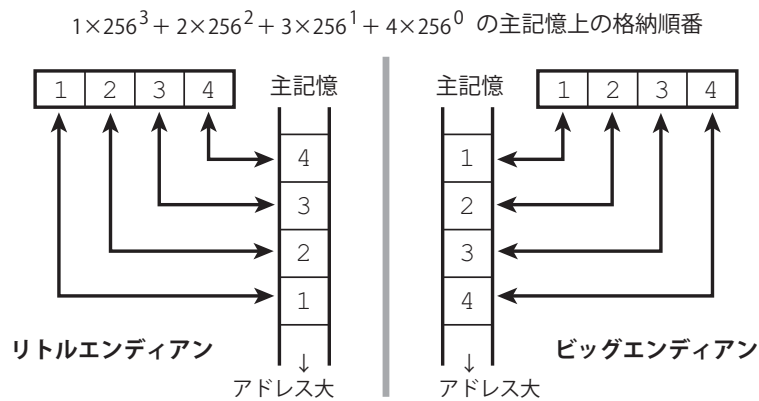 1×256³ + 2×256² + 3×256¹ + 4×256⁰ の主記憶上の格納順番
1 2 3 4
主記憶
4
3
2
1
リトルエンディアン
↓
アドレス大
主記憶
1 2 3 4
1
2
3
4
ビッグエンディアン
↓
アドレス大